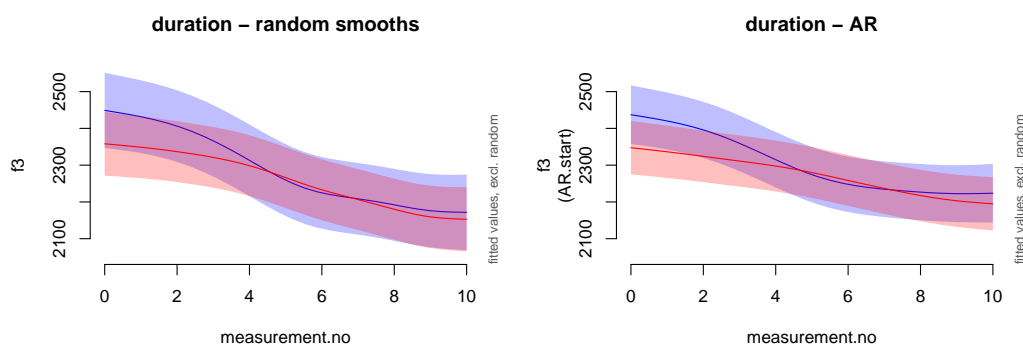 duration − random smooths
f3
2100 2300 2500
0 2 4 6 8 10
measurement.no
fitted values, excl. random
duration − AR
f3
(AR.start)
2100 2300 2500
0 2 4 6 8 10
measurement.no
fitted values, excl. random